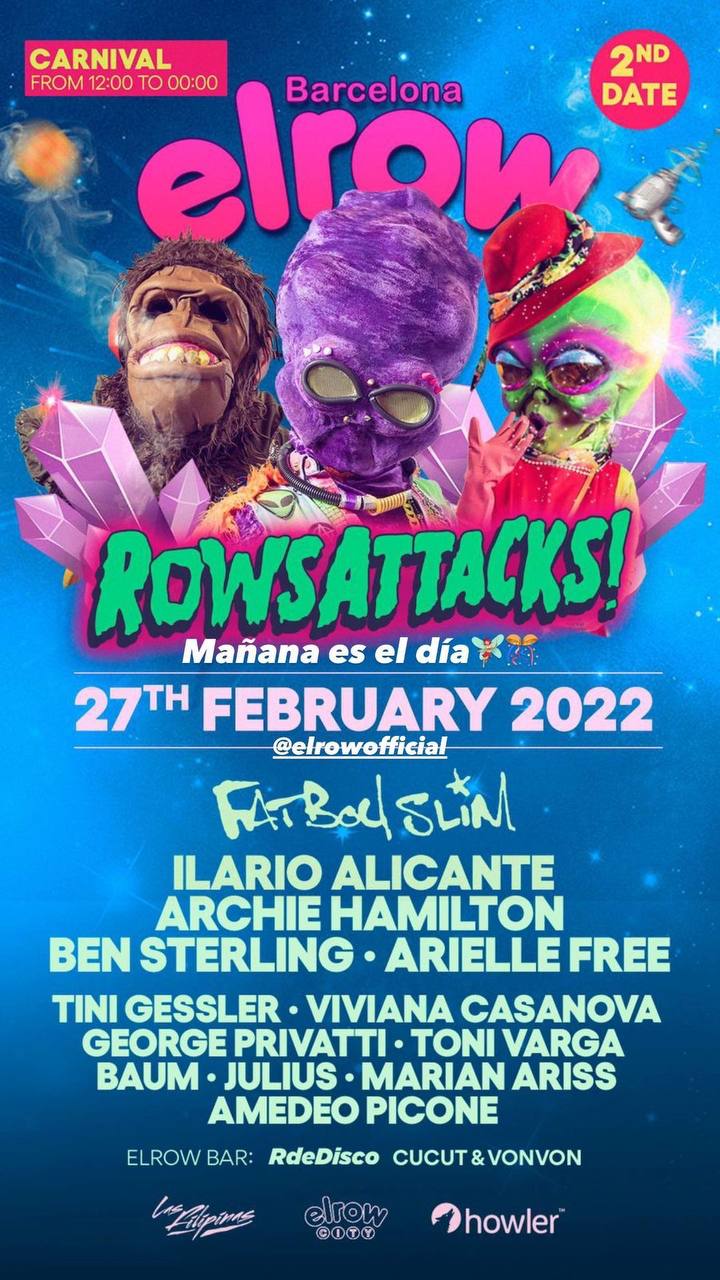 CARNIVAL
FROM 12:00 TO 00:00
2ND
DATE
Barcelona
elrow
ROWSATTACKS!
Mañana es el día🧚🎊
27TH FEBRUARY 2022
@elrowofficial
FATBOY SLIM
ILARIO ALICANTE
ARCHIE HAMILTON
BEN STERLING • ARIELLE FREE
TINI GESSLER • VIVIANA CASANOVA
GEORGE PRIVATTI • TONI VARGA
BAUM • JULIUS • MARIAN ARISS
AMEDEO PICONE
ELROW BAR: RdeDisco CUCUT & VONVON
Las Filipinas
elrow
CITY
howler™